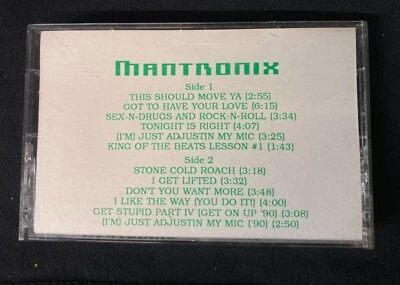 MANTRONIX
Side 1
THIS SHOULD MOVE YA (2:55)
GOT TO HAVE YOUR LOVE (6:15)
SEX-N-DRUGS AND ROCK-N-ROLL (3:34)
TONIGHT IS RIGHT (4:07)
(I'M) JUST ADJUSTIN MY MIC (3:25)
KING OF THE BEATS LESSON #1 (1:43)
Side 2
STONE COLD ROACH (3:18)
I GET LIFTED (3:32)
DON'T YOU WANT MORE (3:48)
I LIKE THE WAY (YOU DO IT!) (4:00)
GET STUPID PART IV (GET ON UP '90) (3:08)
(I'M) JUST ADJUSTIN MY MIC ('90) (2:50)